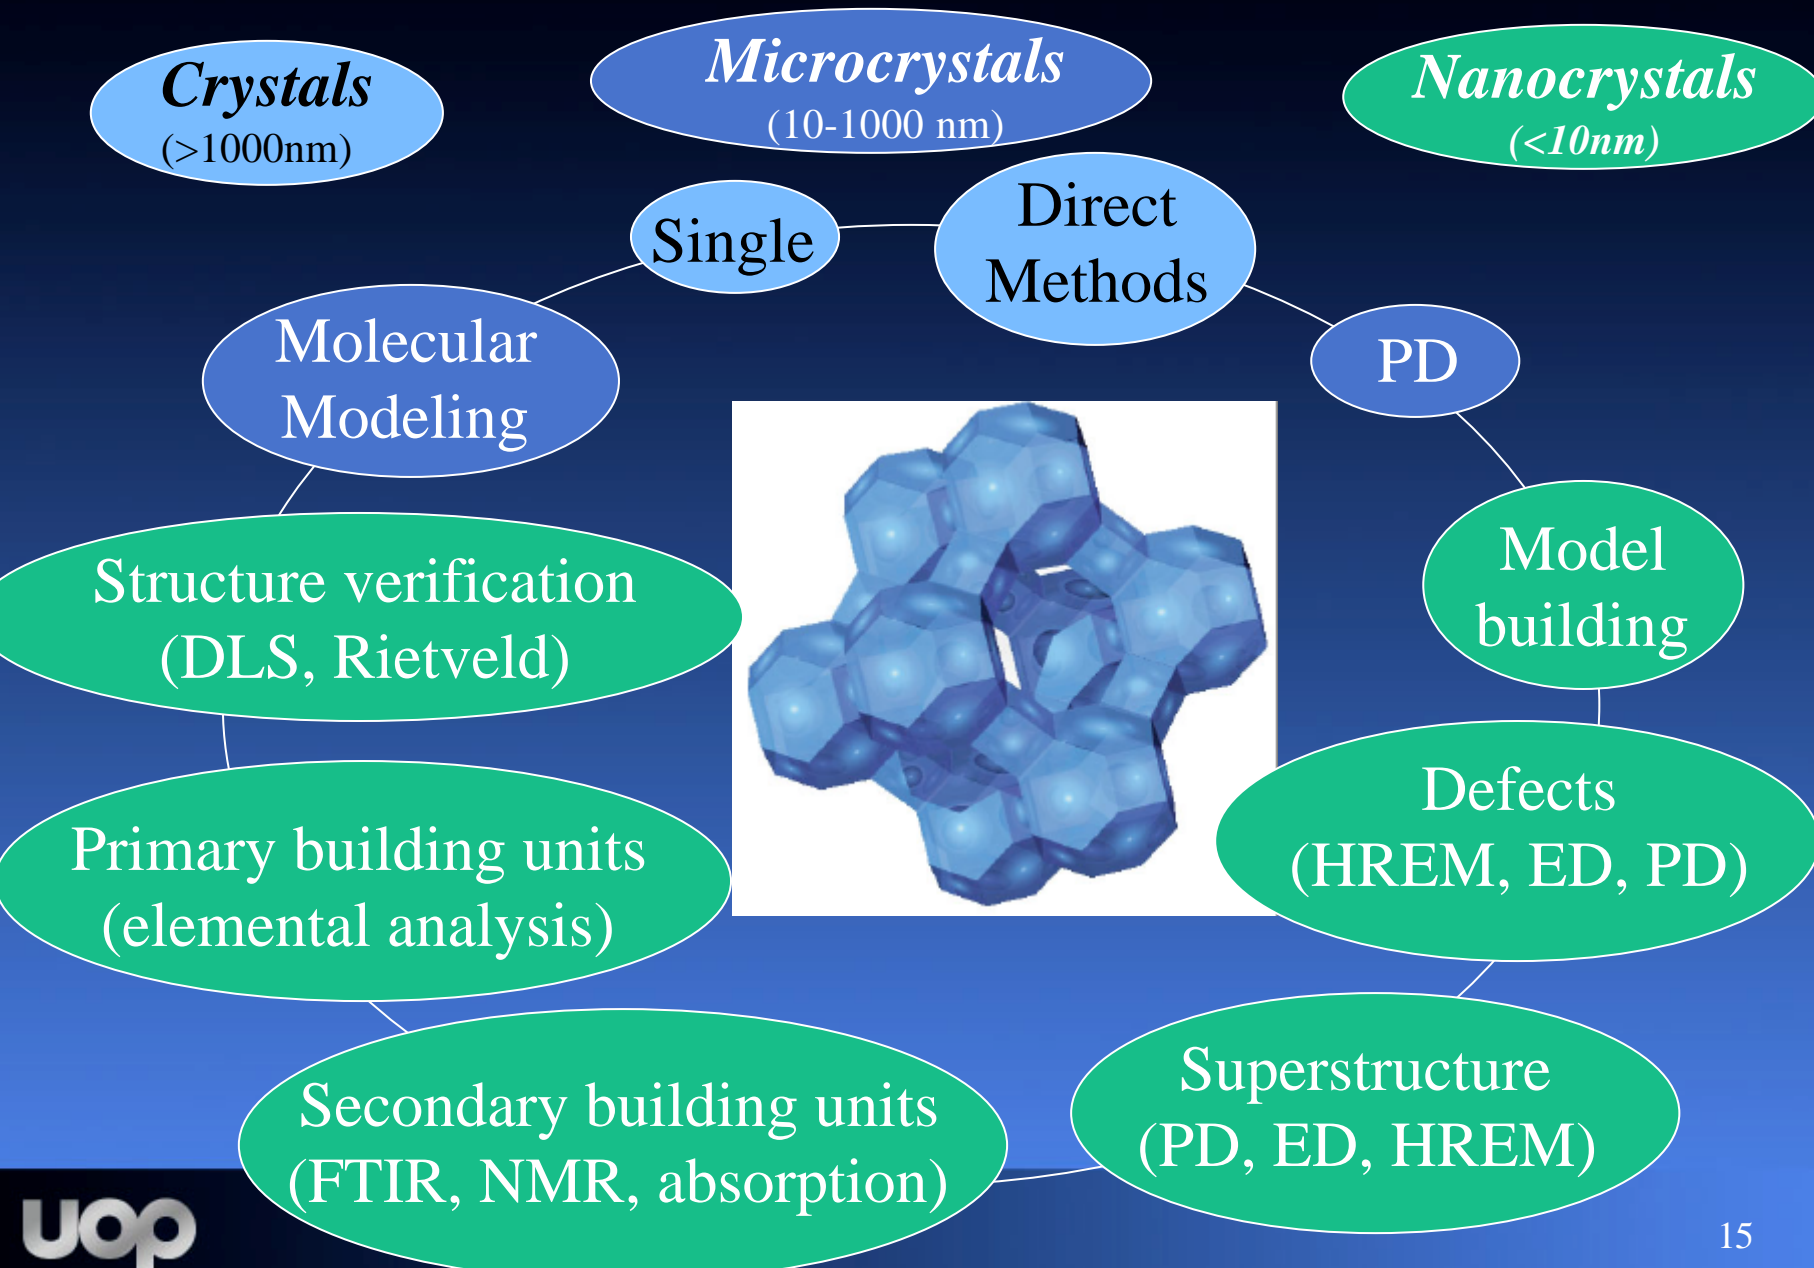 Crystals
(>1000nm)
Microcrystals
(10-1000 nm)
Nanocrystals
(<10nm)
Single
Direct
Methods
PD
Molecular
Modeling
Model
building
Structure verification
(DLS, Rietveld)
Defects
(HREM, ED, PD)
Primary building units
(elemental analysis)
Superstructure
(PD, ED, HREM)
Secondary building units
(FTIR, NMR, absorption)
uop
15